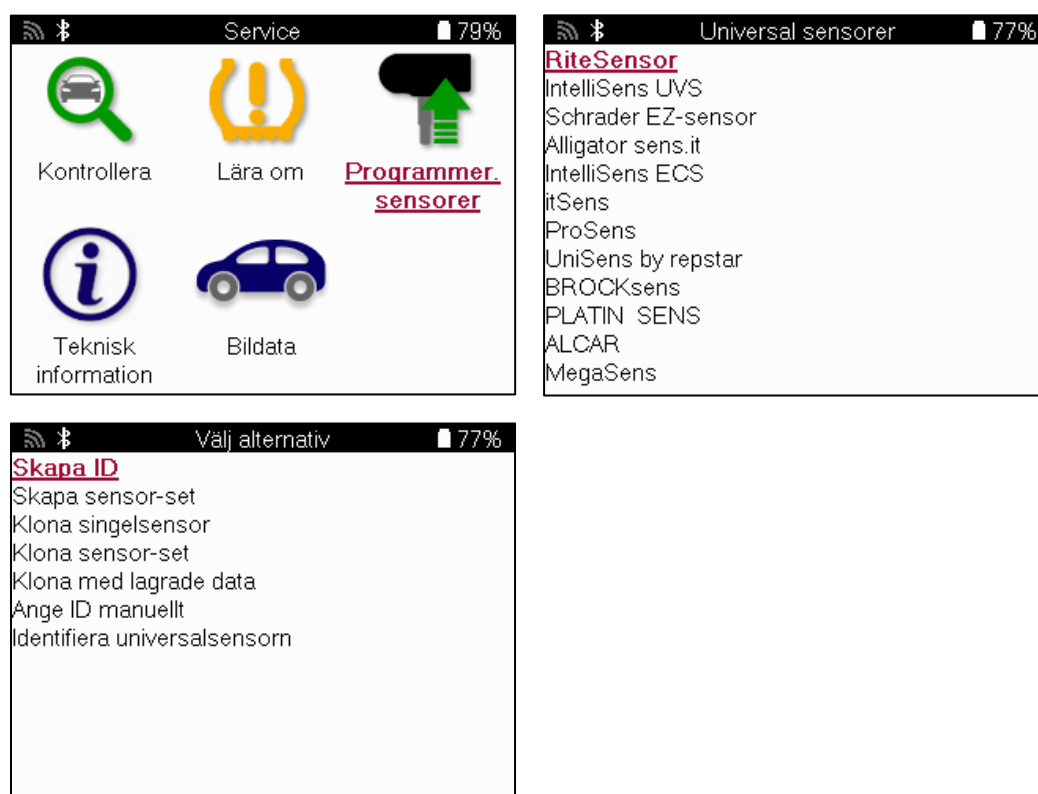 Service 79%
Kontrollera Lära om Programmer.
sensorer
Teknisk Bildata
information
Universal sensorer 77%
RiteSensor
IntelliSens UVS
Schrader EZ-sensor
Alligator sens.it
IntelliSens ECS
itSens
ProSens
UniSens by repstar
BROCKsens
PLATIN SENS
ALCAR
MegaSens
Välj alternativ 77%
Skapa ID
Skapa sensor-set
Klona singelsensor
Klona sensor-set
Klona med lagrade data
Ange ID manuellt
Identifiera universalsensorn